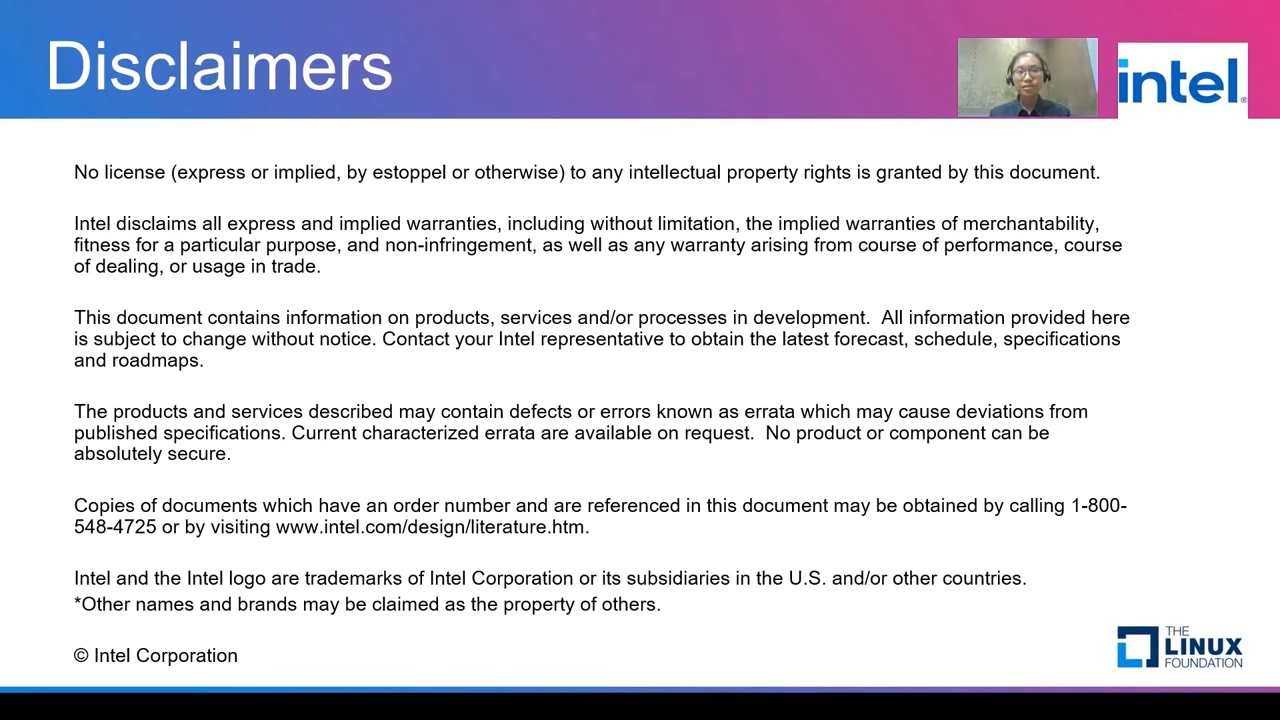 Disclaimers
intel®
No license (express or implied, by estoppel or otherwise) to any intellectual property rights is granted by this document.
Intel disclaims all express and implied warranties, including without limitation, the implied warranties of merchantability,
fitness for a particular purpose, and non-infringement, as well as any warranty arising from course of performance, course
of dealing, or usage in trade.
This document contains information on products, services and/or processes in development.  All information provided here
is subject to change without notice. Contact your Intel representative to obtain the latest forecast, schedule, specifications
and roadmaps.
The products and services described may contain defects or errors known as errata which may cause deviations from
published specifications. Current characterized errata are available on request.  No product or component can be
absolutely secure.
Copies of documents which have an order number and are referenced in this document may be obtained by calling 1-800-
548-4725 or by visiting www.intel.com/design/literature.htm.
Intel and the Intel logo are trademarks of Intel Corporation or its subsidiaries in the U.S. and/or other countries.
*Other names and brands may be claimed as the property of others.
© Intel Corporation
THE
LINUX
FOUNDATION